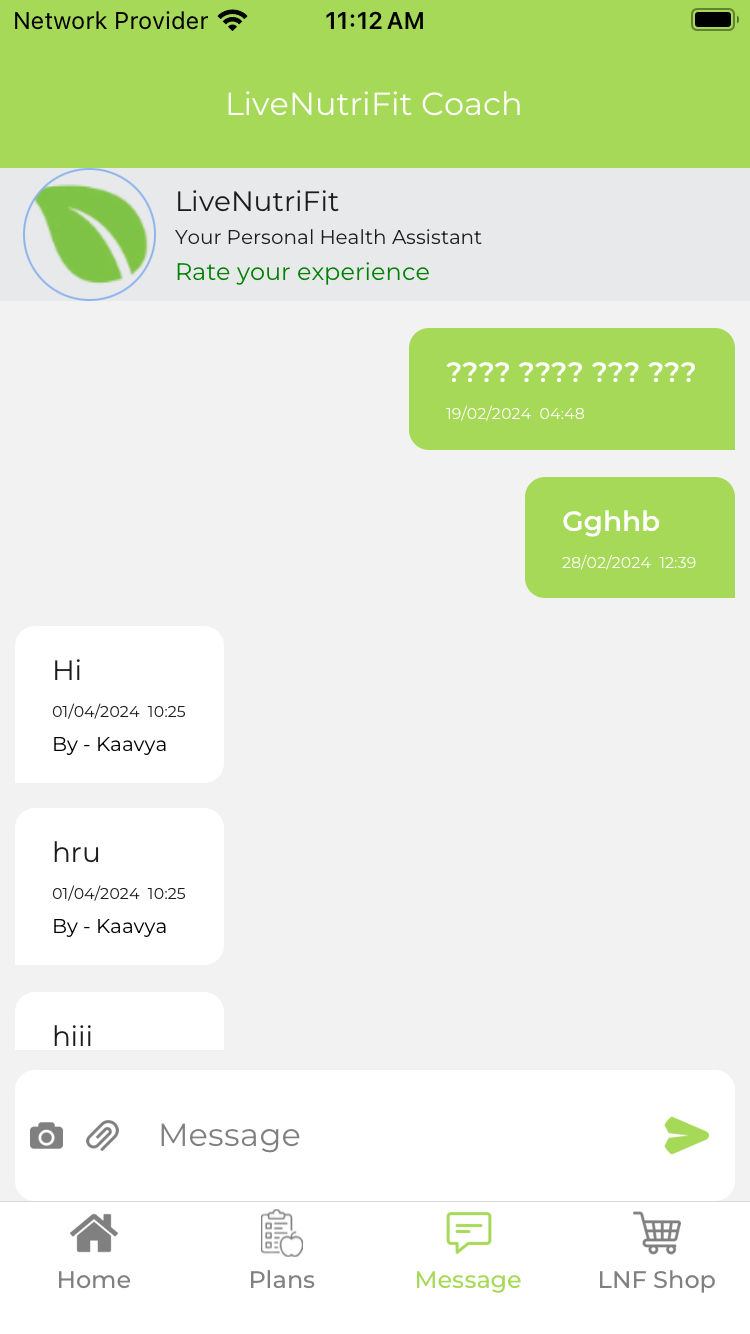 Network Provider 11:12 AM
LiveNutriFit Coach
LiveNutriFit
Your Personal Health Assistant
Rate your experience
???? ???? ??? ???
19/02/2024 04:48
Gghhb
28/02/2024 12:39
Hi
01/04/2024 10:25
By - Kaavya
hru
01/04/2024 10:25
By - Kaavya
hiii
Message
Home Plans Message LNF Shop